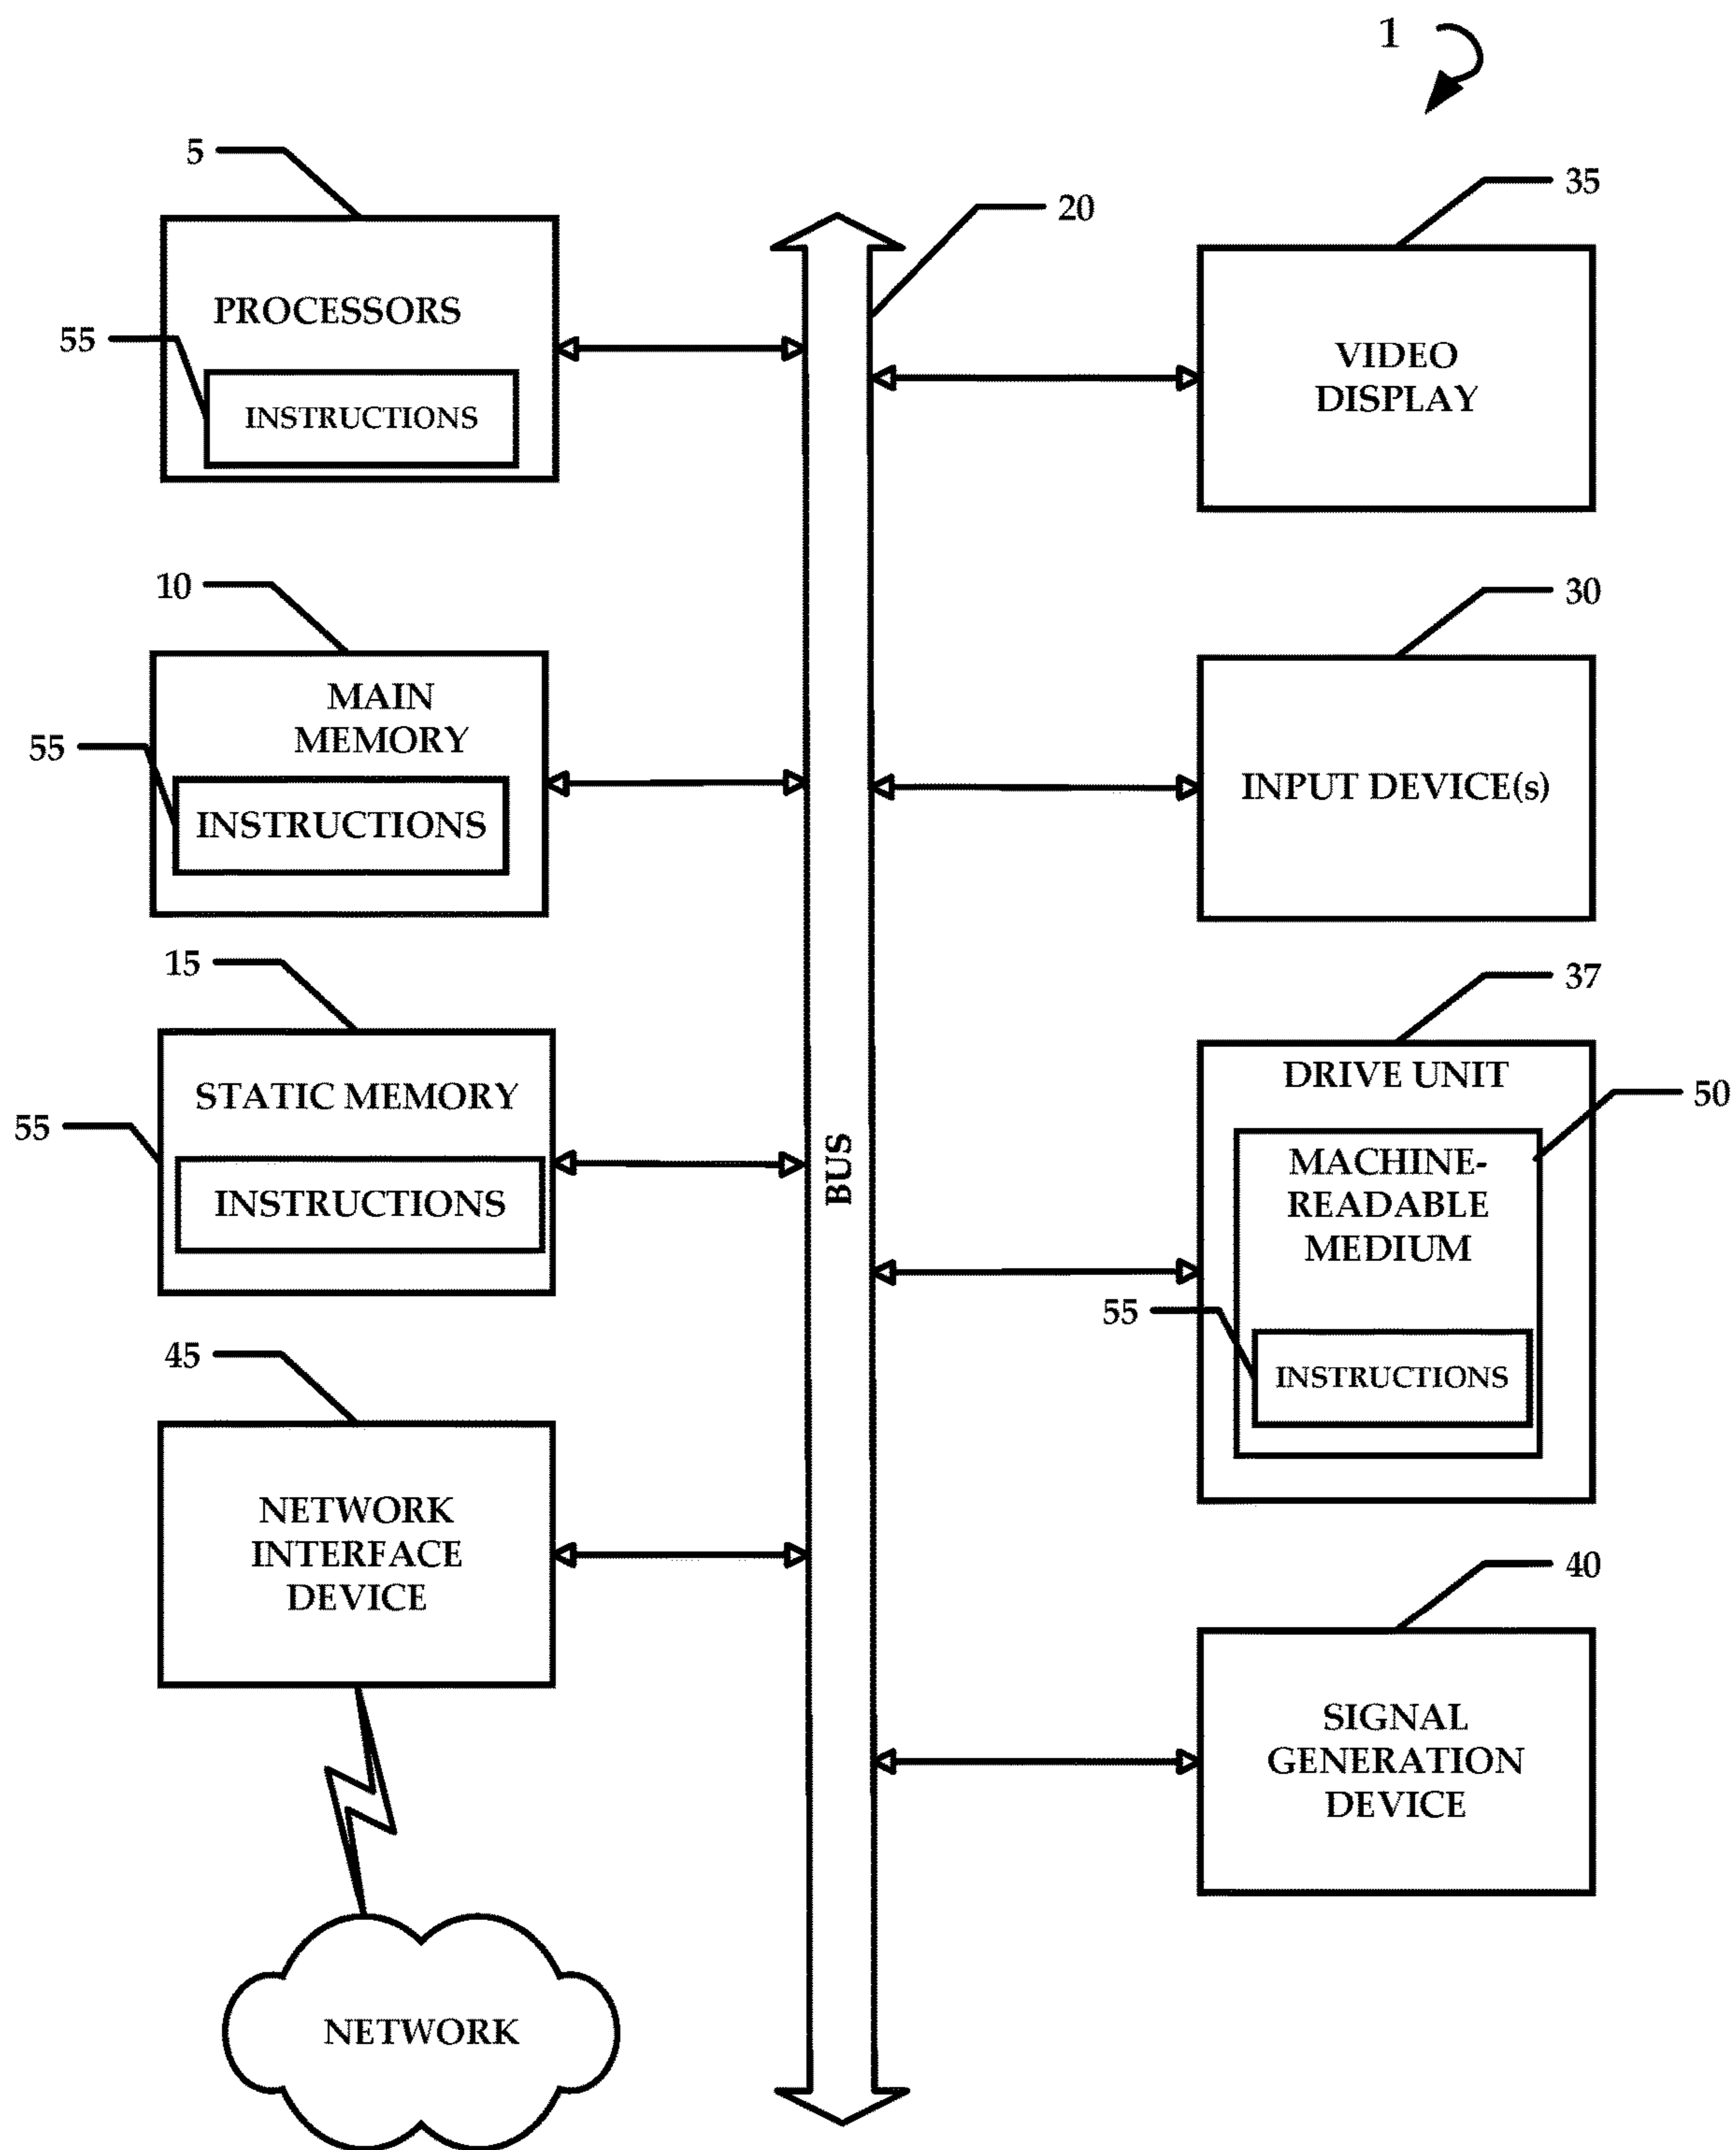 1
5
PROCESSORS
55
INSTRUCTIONS
10
MAIN
MEMORY
55
INSTRUCTIONS
15
STATIC MEMORY
55
INSTRUCTIONS
45
NETWORK
INTERFACE
DEVICE
NETWORK
20
BUS
35
VIDEO
DISPLAY
30
INPUT DEVICE(s)
37
DRIVE UNIT
50
MACHINE-
READABLE
MEDIUM
55
INSTRUCTIONS
40
SIGNAL
GENERATION
DEVICE